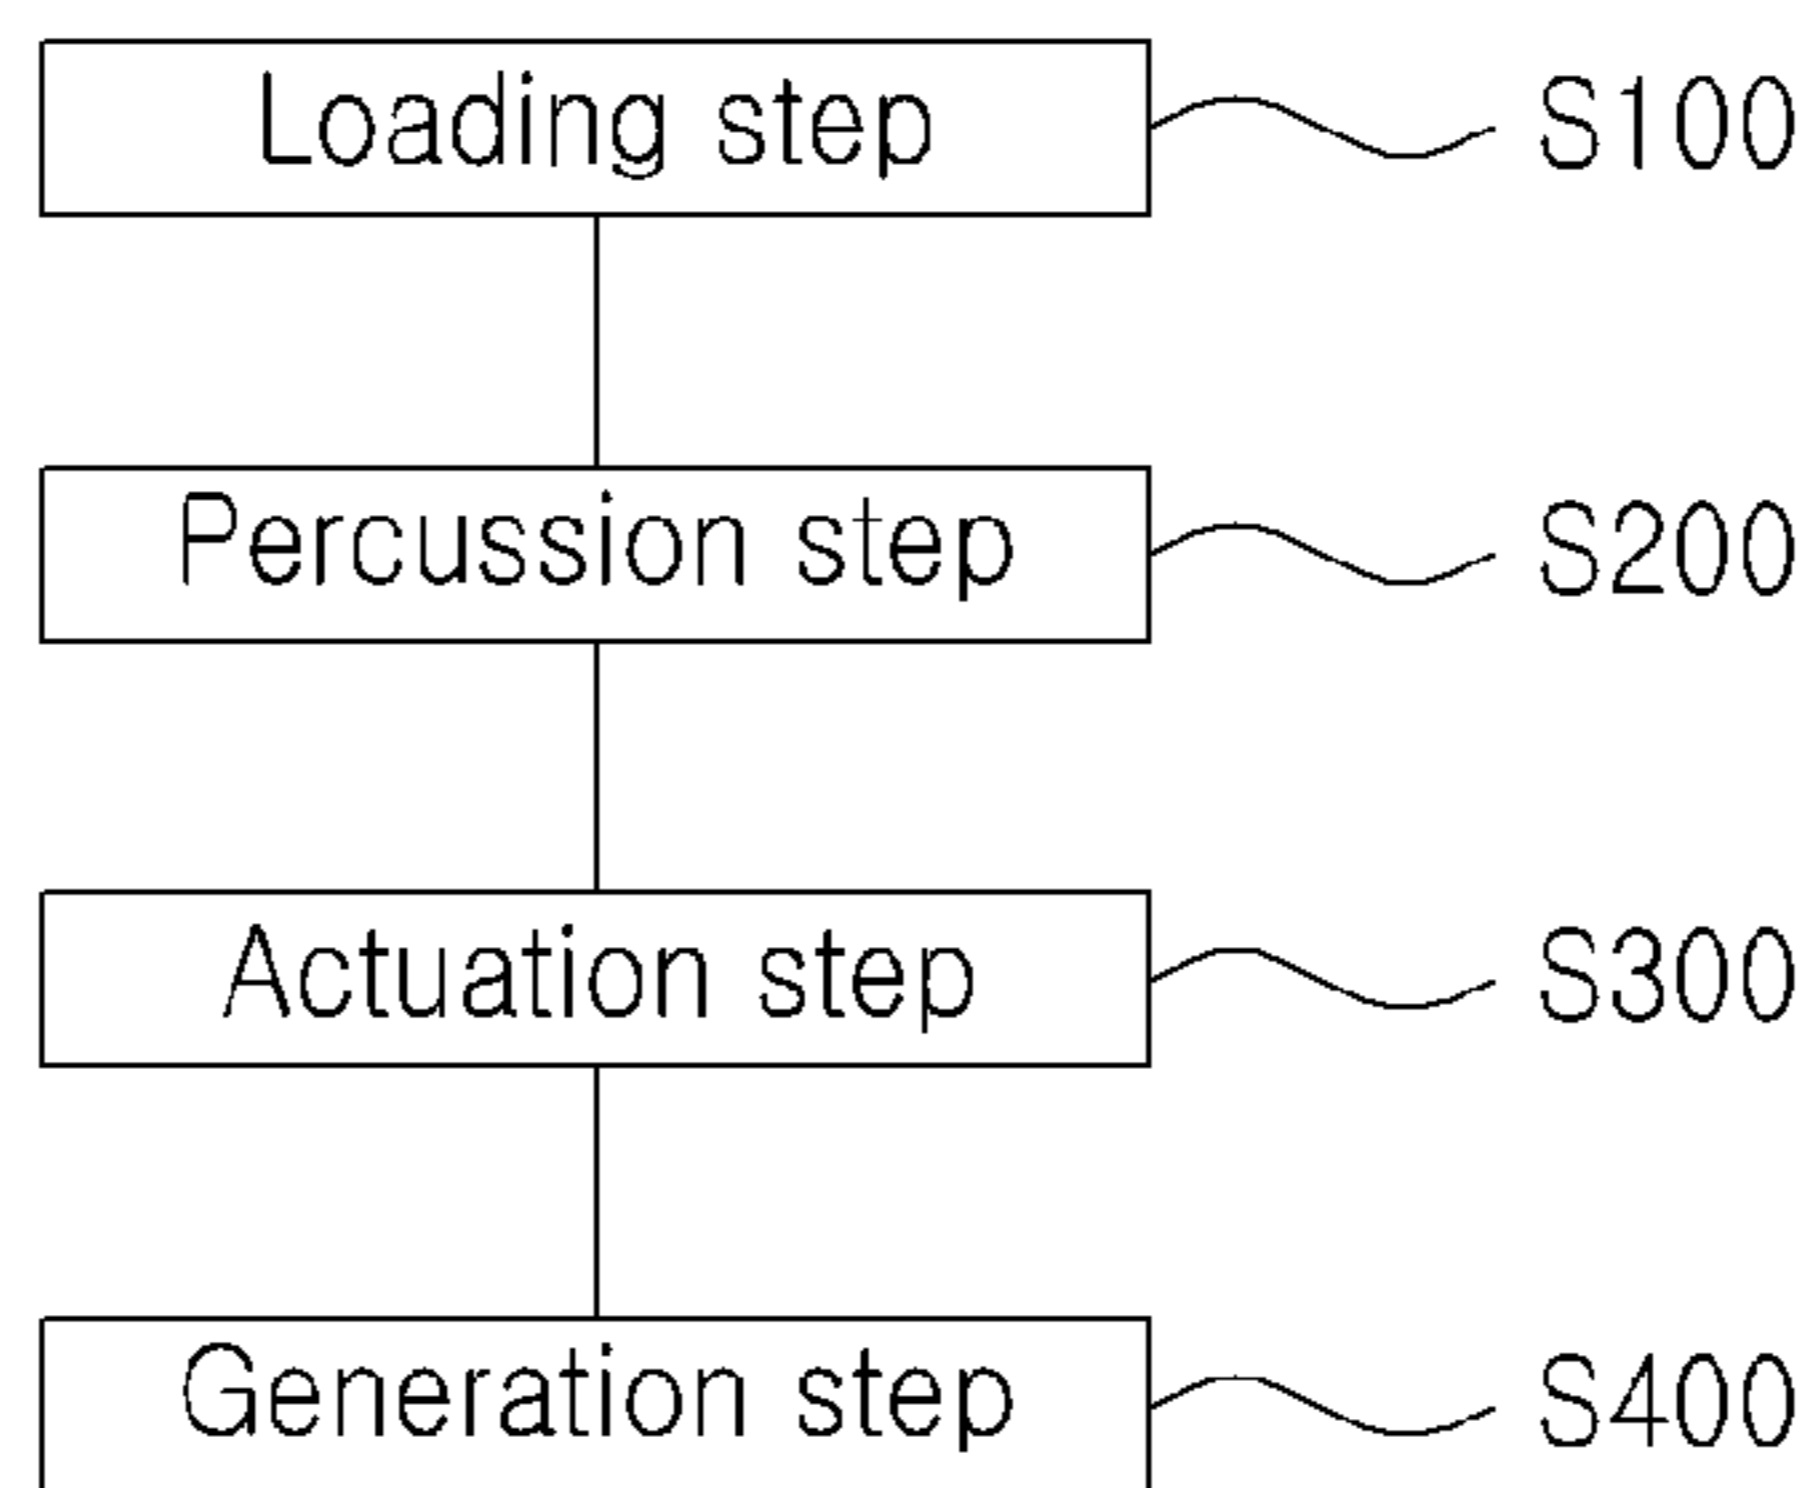 Loading step S100
Percussion step S200
Actuation step S300
Generation step S400